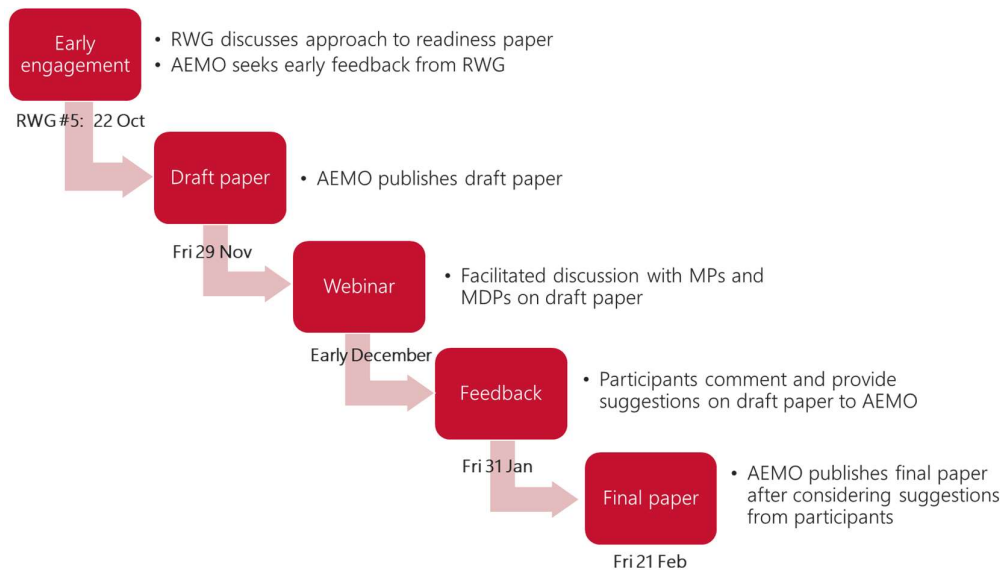 Early
engagement
• RWG discusses approach to readiness paper
• AEMO seeks early feedback from RWG
RWG #5: 22 Oct
Draft paper
• AEMO publishes draft paper
Fri 29 Nov
Webinar
• Facilitated discussion with MPs and
MDPs on draft paper
Early December
Feedback
• Participants comment and provide
suggestions on draft paper to AEMO
Fri 31 Jan
Final paper
• AEMO publishes final paper
after considering suggestions
from participants
Fri 21 Feb